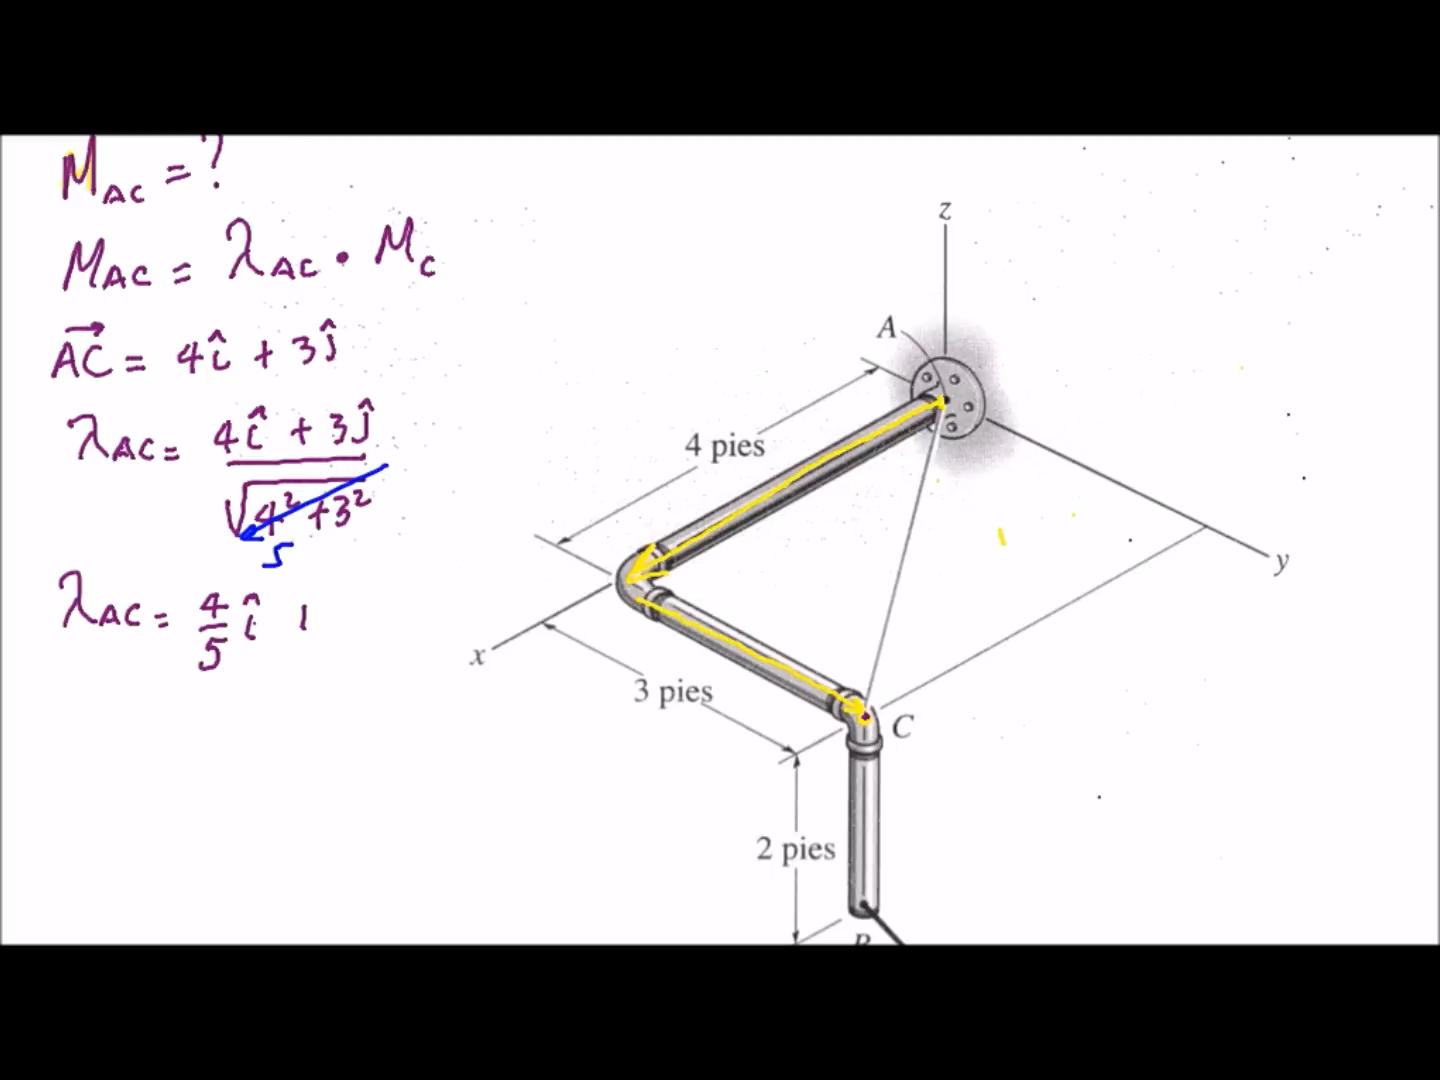 M_AC = ?
M_AC = λ_AC • M_C
AC⃗ = 4î + 3ĵ
λ_AC = 4î + 3ĵ
√4² + 3²
5
λ_AC = 4/5 î
z
A
4 pies
y
x
3 pies
C
2 pies
B